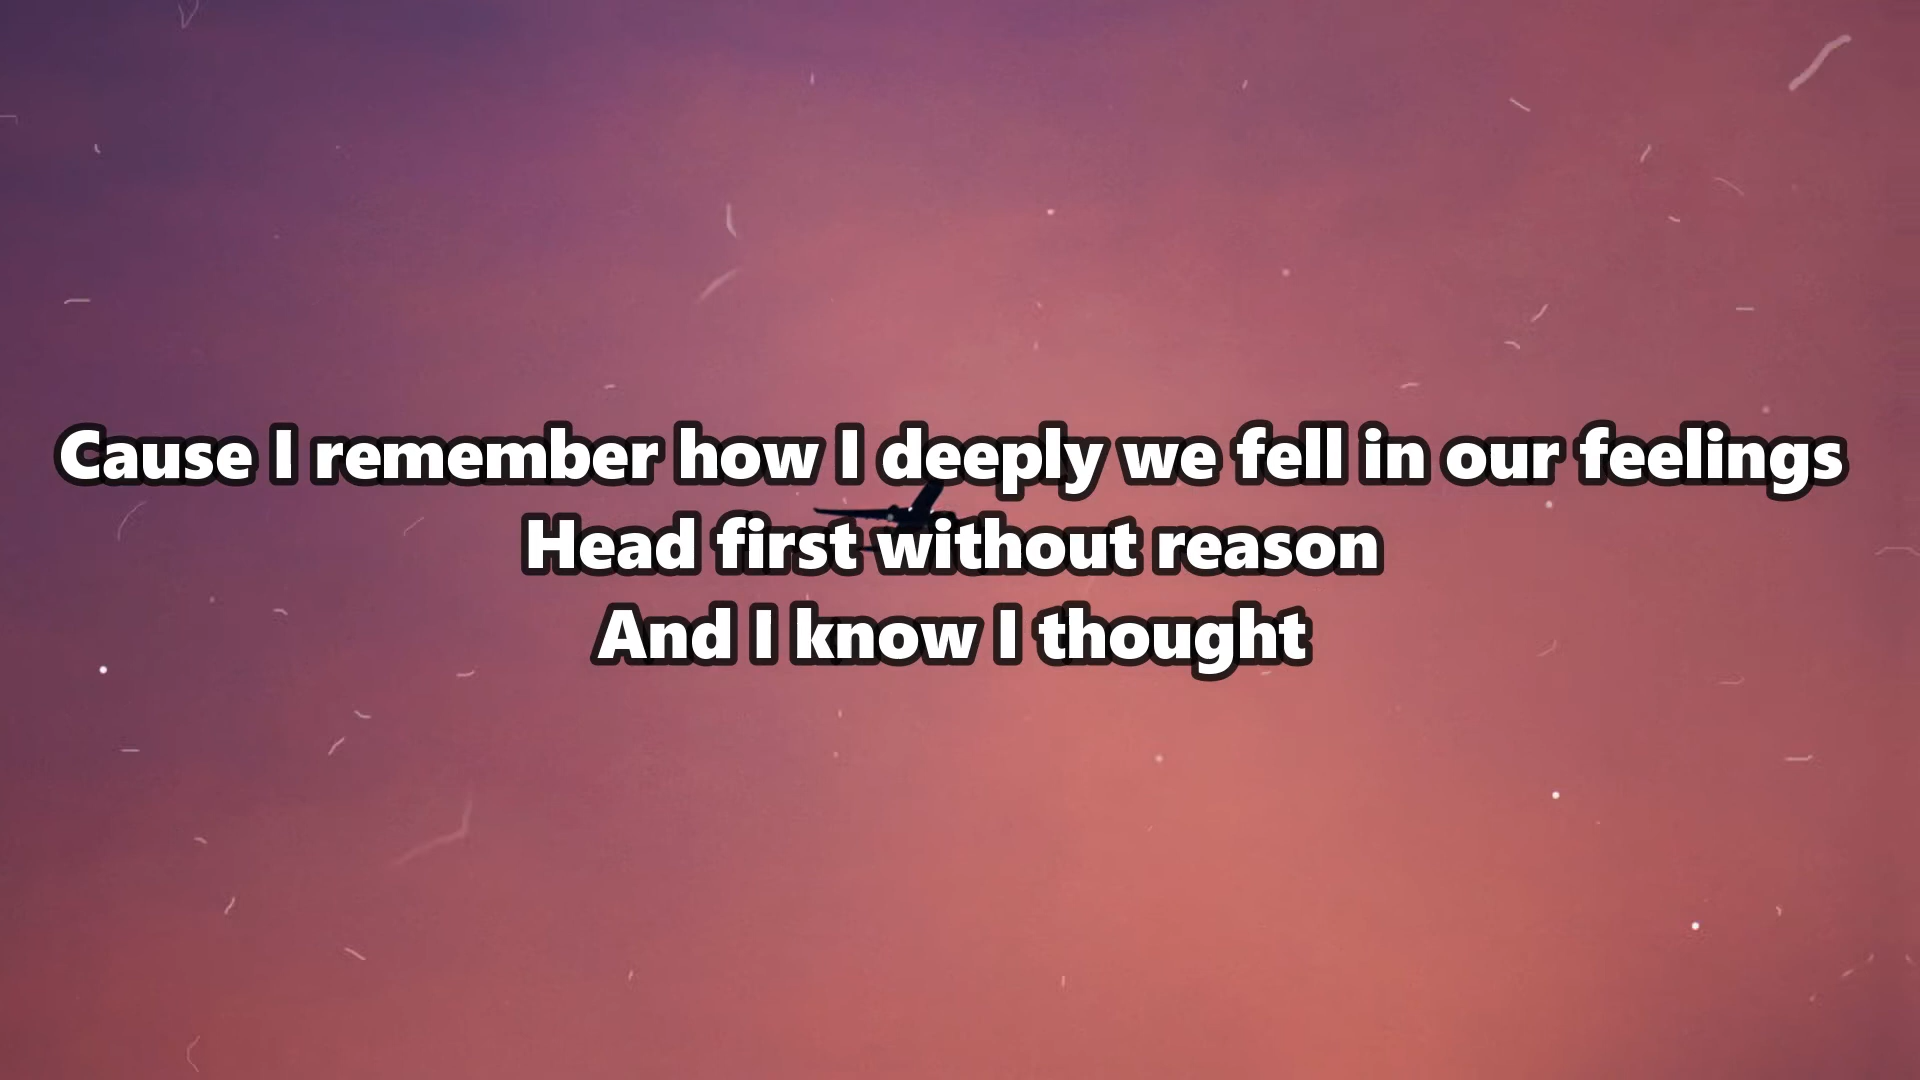 Cause I remember how I deeply we fell in our feelings
Head first without reason
And I know I thought